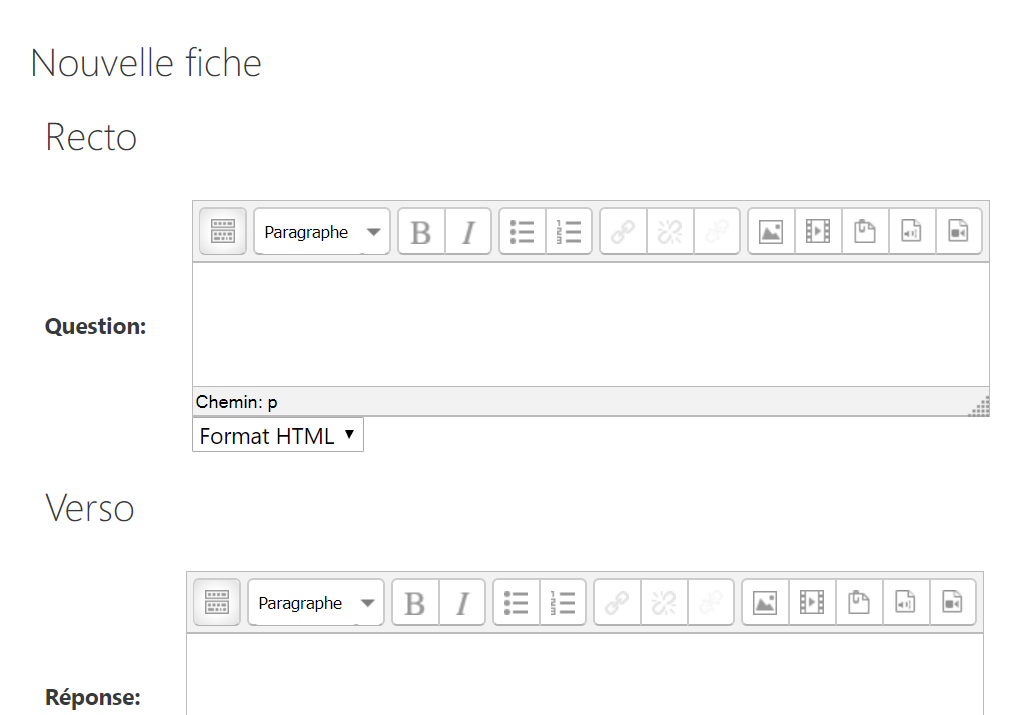 Nouvelle fiche
Recto
Paragraphe B I
Question:
Chemin: p
Format HTML
Verso
Paragraphe B I
Réponse: